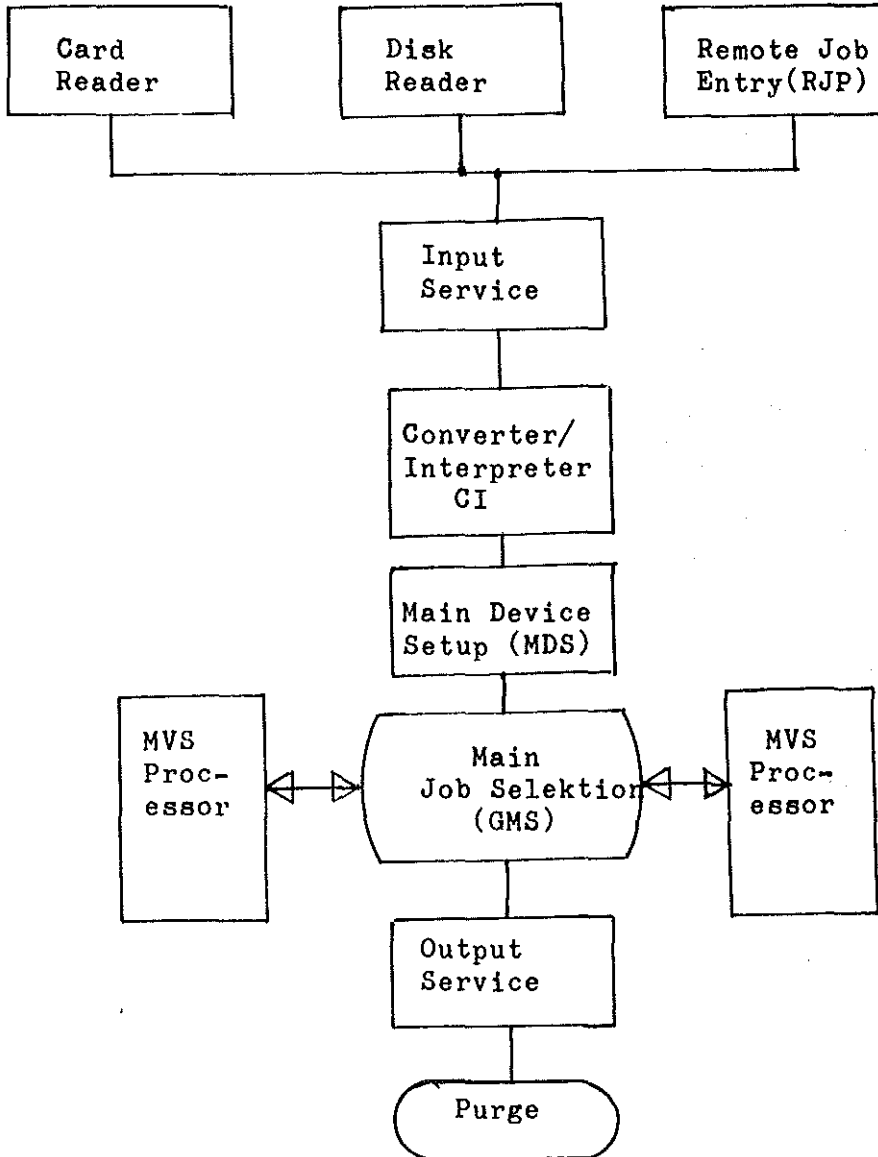 Card
Reader
Disk
Reader
Remote Job
Entry(RJP)
Input
Service
Converter/
Interpreter
CI
Main Device
Setup (MDS)
MVS
Proc-
essor
Main
Job Selektion
(GMS)
MVS
Proc-
essor
Output
Service
Purge